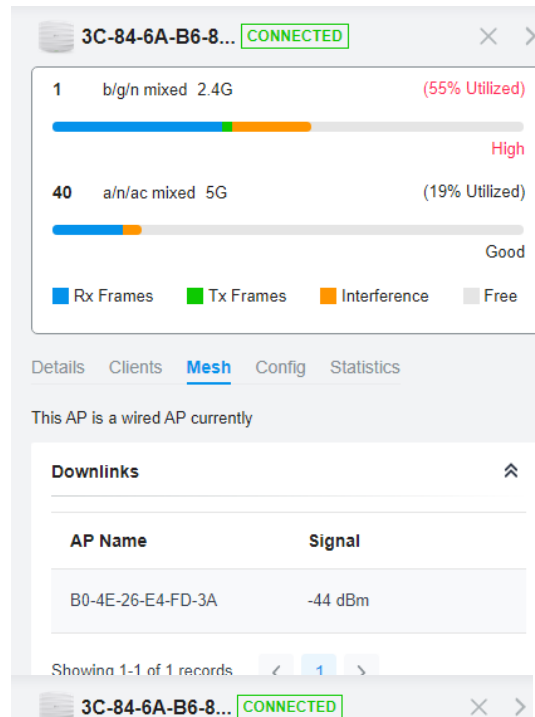 3C-84-6A-B6-8... CONNECTED
1 b/g/n mixed 2.4G (55% Utilized)
High
40 a/n/ac mixed 5G (19% Utilized)
Good
Rx Frames Tx Frames Interference Free
Details Clients Mesh Config Statistics
This AP is a wired AP currently
Downlinks
AP Name Signal
B0-4E-26-E4-FD-3A -44 dBm
Showing 1-1 of 1 records < 1 >
3C-84-6A-B6-8... CONNECTED